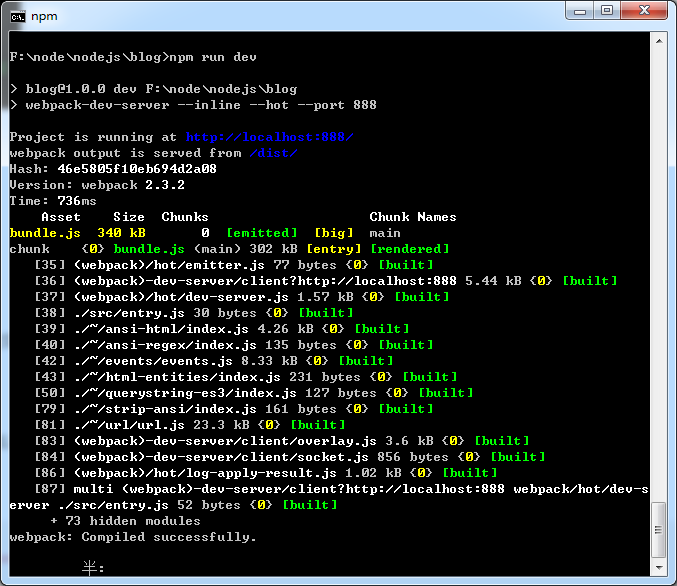 npm
F:\node\nodejs\blog>npm run dev
> blog@1.0.0 dev F:\node\nodejs\blog
> webpack-dev-server --inline --hot --port 888
Project is running at http://localhost:888/
webpack output is served from /dist/
Hash: 46e5805f10eb694d2a08
Version: webpack 2.3.2
Time: 736ms
Asset Size Chunks Chunk Names
bundle.js 340 kB 0 [emitted] [big] main
chunk {0} bundle.js (main) 302 kB [entry] [rendered]
[35] (webpack)/hot/emitter.js 77 bytes {0} [built]
[36] (webpack)-dev-server/client?http://localhost:888 5.44 kB {0} [built]
[37] (webpack)/hot/dev-server.js 1.57 kB {0} [built]
[38] ./src/entry.js 30 bytes {0} [built]
[39] ./~/ansi-html/index.js 4.26 kB {0} [built]
[40] ./~/ansi-regex/index.js 135 bytes {0} [built]
[42] ./~/events/events.js 8.33 kB {0} [built]
[43] ./~/html-entities/index.js 231 bytes {0} [built]
[50] ./~/querystring-es3/index.js 127 bytes {0} [built]
[79] ./~/strip-ansi/index.js 161 bytes {0} [built]
[81] ./~/url/url.js 23.3 kB {0} [built]
[83] (webpack)-dev-server/client/overlay.js 3.6 kB {0} [built]
[84] (webpack)-dev-server/client/socket.js 856 bytes {0} [built]
[86] (webpack)/hot/log-apply-result.js 1.02 kB {0} [built]
[87] multi (webpack)-dev-server/client?http://localhost:888 webpack/hot/dev-s
erver ./src/entry.js 52 bytes {0} [built]
+ 73 hidden modules
webpack: Compiled successfully.
半: